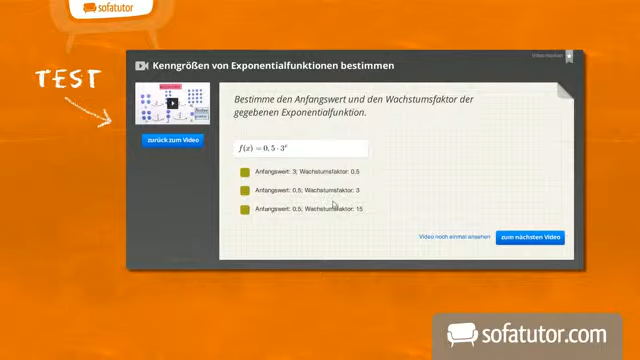 sofatutor
TEST
Kenngrößen von Exponentialfunktionen bestimmen
Bestimme den Anfangswert und den Wachstumsfaktor der
gegebenen Exponentialfunktion.
zurück zum Video
f(x) = 0, 5 · 3ˣ
Anfangswert: 3; Wachstumsfaktor: 0.5
Anfangswert: 0,5; Wachstumsfaktor: 3
Anfangswert: 0,5; Wachstumsfaktor: 15
Video noch einmal ansehen
zum nächsten Video
sofatutor.com